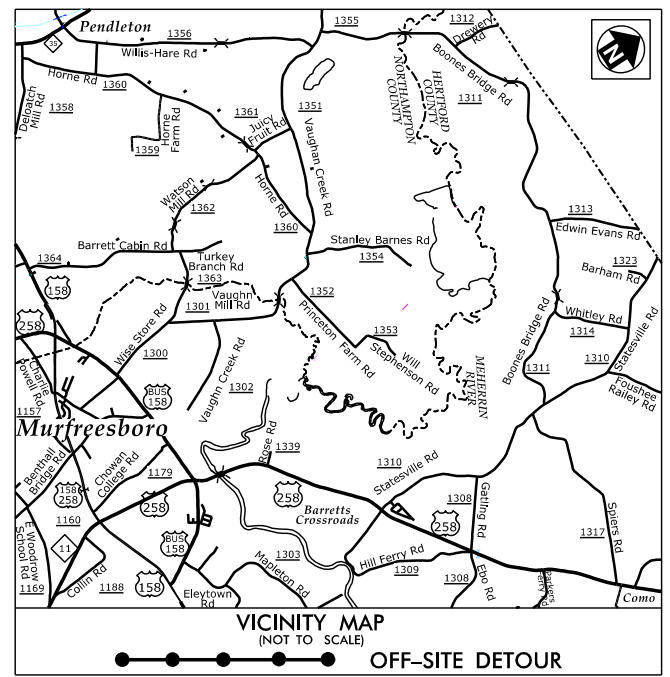 Pendleton
35
1356
Willis-Hare Rd
1355
1312
Drewery
Rd
N
Horne Rd
1360
Deloatch
Mill Rd
1358
Horne
Farm Rd
1359
1361
Juicy
Fruit Rd
1351
Vaughan Creek Rd
NORTHAMPTON
COUNTY
HERTFORD
COUNTY
Boones Bridge Rd
1311
Watson
Mill Rd
1362
Horne Rd
1360
1313
Edwin Evans Rd
Barrett Cabin Rd
1364
Stanley Barnes Rd
1354
Turkey
Branch Rd
1363
1323
Barham Rd
158
258
1301
Vaughn
Mill Rd
1352
Princeton Farm Rd
1353
Will
Stephenson Rd
Whitley Rd
1314
Boones Bridge Rd
1311
1310
Statesville Rd
Wise Store Rd
1300
Vaughn Creek Rd
1302
MEHERRIN
RIVER
Foushee
Railey Rd
Charlie
Powell Rd
1157
BUS
158
Murfreesboro
Benthall
Bridge Rd
Chowan
College Rd
1179
Rose Rd
1339
1310
Statesville Rd
158
258
1160
258
258
Barretts
Crossroads
1308
Gatling Rd
258
Spiers Rd
1317
E Woodrow
School Rd
1169
11
Collin Rd
1188
BUS
158
158
Eleytown
Rd
1303
Mapleton Rd
Hill Ferry Rd
1309
1308
Ebo Rd
Parkers
Ferry Rd
Como
VICINITY MAP
(NOT TO SCALE)
OFF-SITE DETOUR